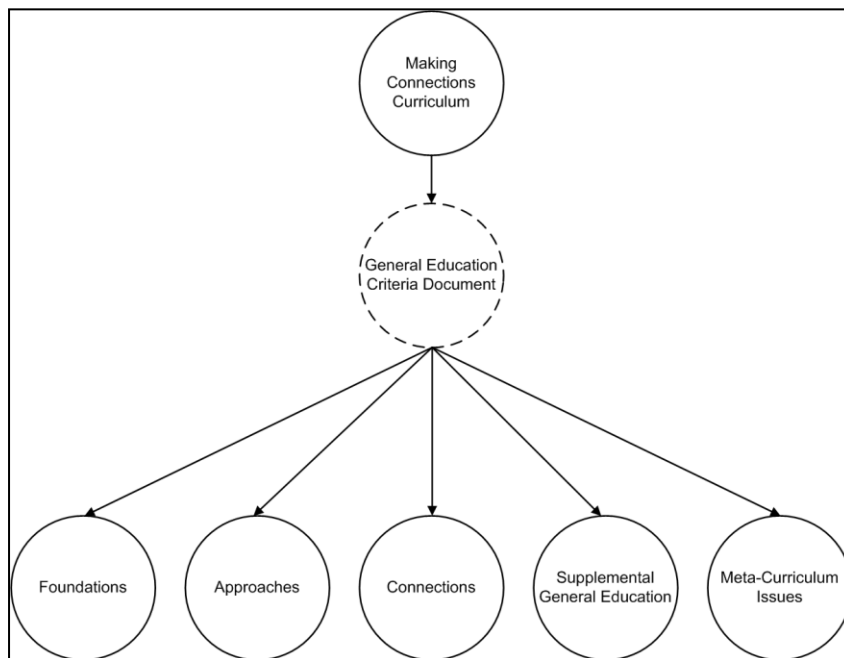 Making
Connections
Curriculum
General Education
Criteria Document
Foundations
Approaches
Connections
Supplemental
General Education
Meta-Curriculum
Issues